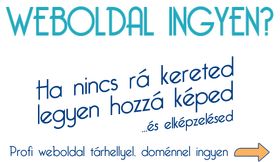 WEBOLDAL INGYEN?
Ha nincs rá kereted
legyen hozzá képed
...és elképzelésed
Profi weboldal tárhellyel, doménnel ingyen